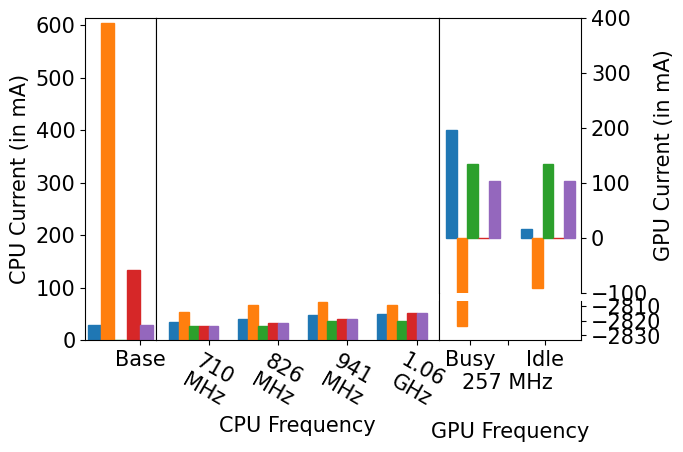 CPU Current (in mA)
600
500
400
300
200
100
0
Base
710
MHz
826
MHz
941
MHz
1.06
GHz
CPU Frequency
Busy
Idle
257 MHz
GPU Frequency
400
300
200
100
0
−100
−2810
−2820
−2830
GPU Current (in mA)